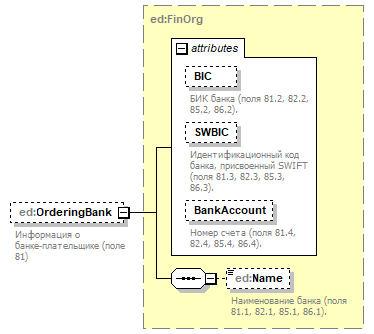 ed:FinOrg
attributes
BIC
БИК банка (поля 81.2, 82.2,
85.2, 86.2).
SWBIC
Идентификационный код
банка, присвоенный SWIFT
(поля 81.3, 82.3, 85.3,
86.3).
ed:OrderingBank
Информация о
банке-плательщике (поле
81)
BankAccount
Номер счета (поля 81.4,
82.4, 85.4, 86.4).
ed:Name
Наименование банка (поля
81.1, 82.1, 85.1, 86.1).